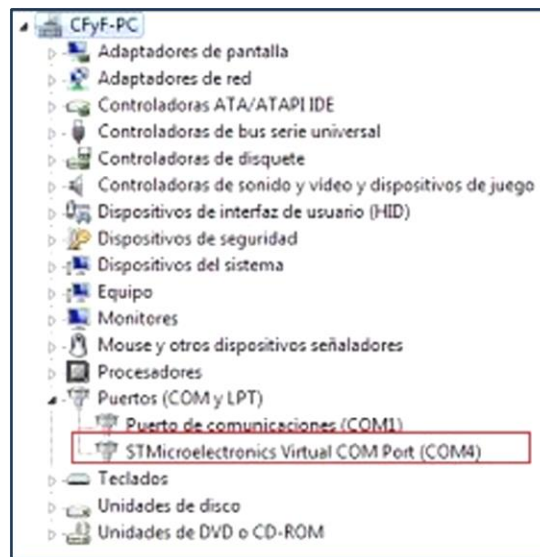 CFyF-PC
Adaptadores de pantalla
Adaptadores de red
Controladoras ATA/ATAPI IDE
Controladoras de bus serie universal
Controladoras de disquete
Controladoras de sonido y vídeo y dispositivos de juego
Dispositivos de interfaz de usuario (HID)
Dispositivos de seguridad
Dispositivos del sistema
Equipo
Monitores
Mouse y otros dispositivos señaladores
Procesadores
Puertos (COM y LPT)
Puerto de comunicaciones (COM1)
STMicroelectronics Virtual COM Port (COM4)
Teclados
Unidades de disco
Unidades de DVD o CD-ROM